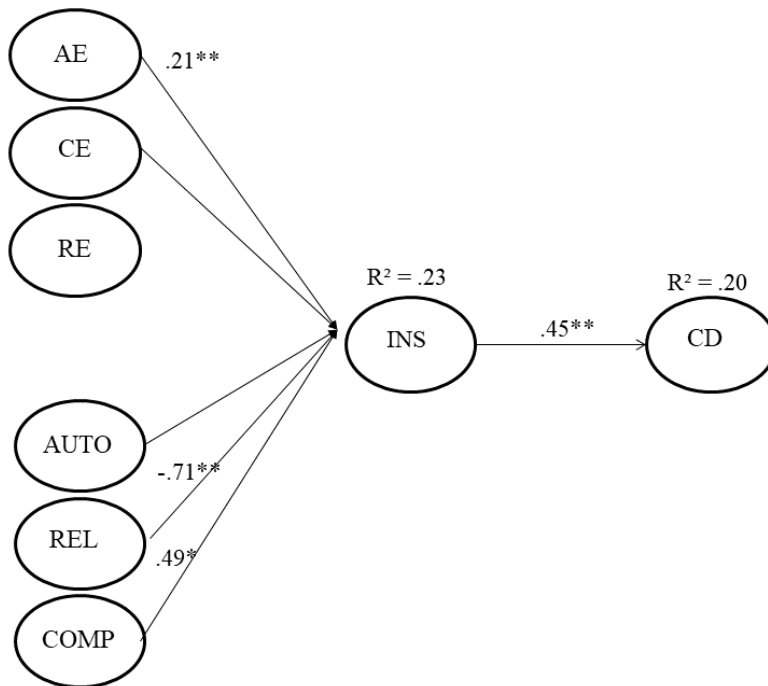 AE
.21**
CE
RE
R² = .23
INS
.45**
R² = .20
CD
AUTO
-.71**
REL
.49*
COMP